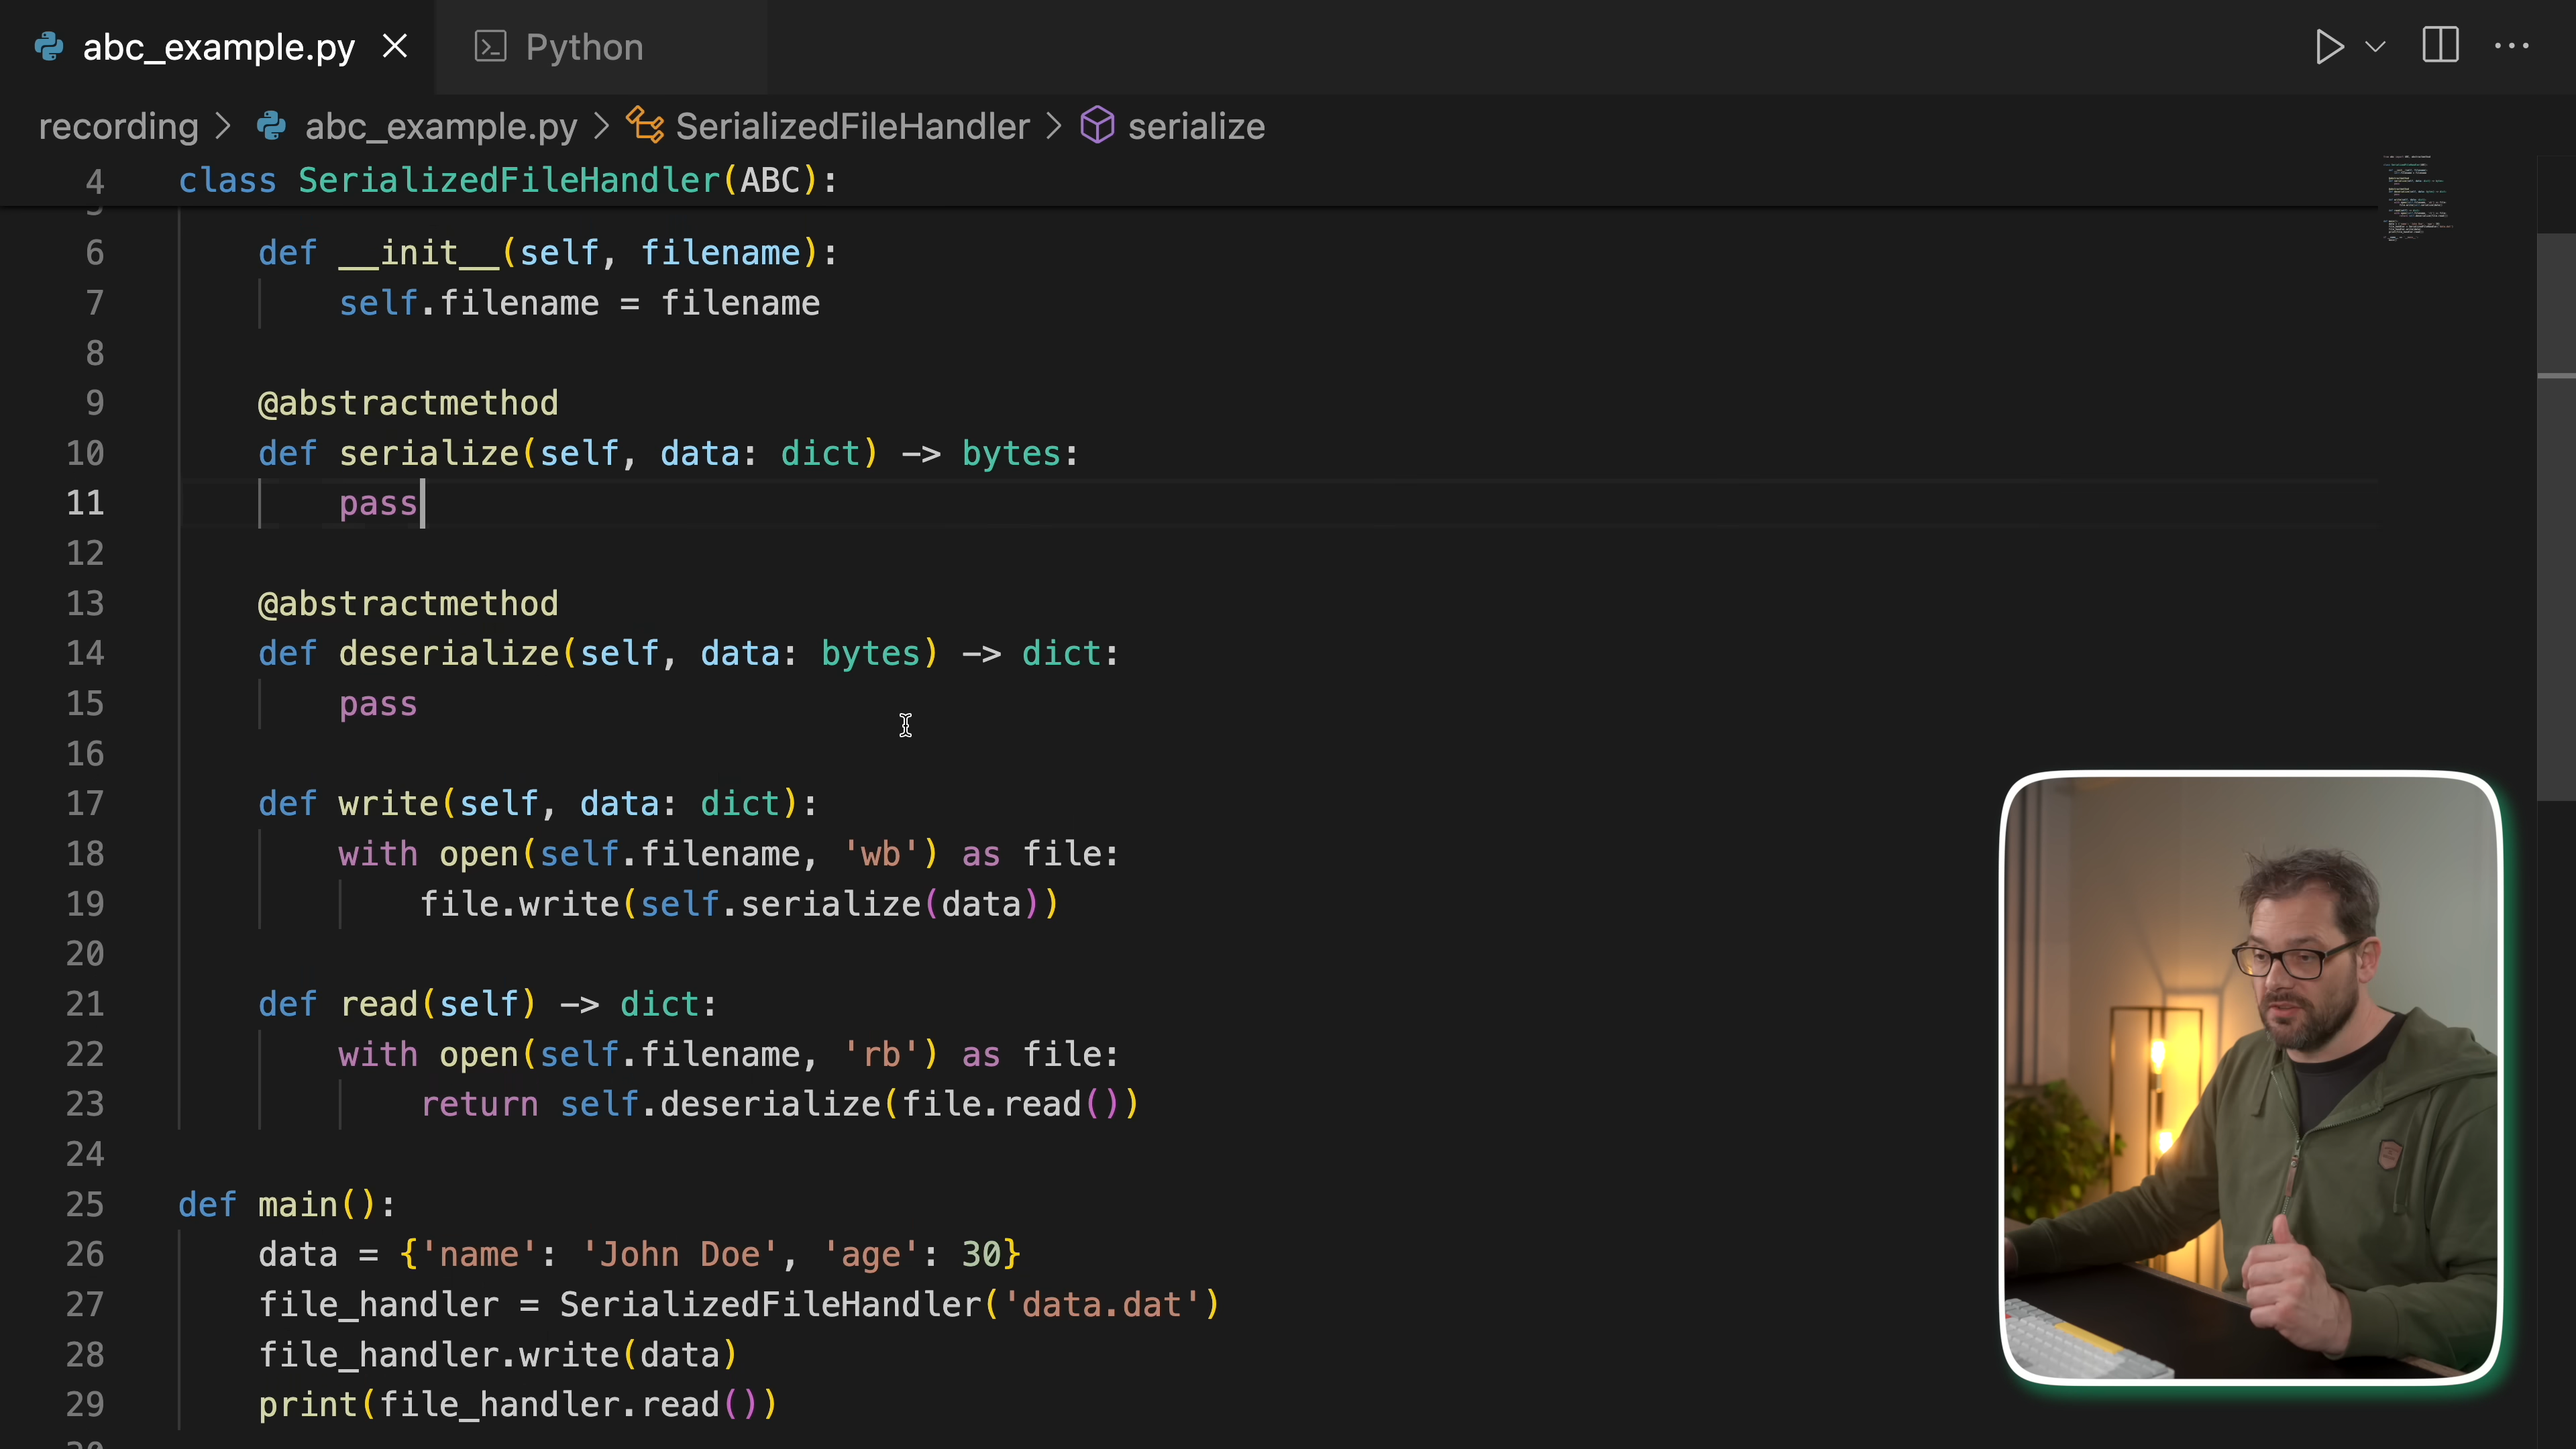 abc_example.py
Python
recording > abc_example.py > SerializedFileHandler > serialize
4 class SerializedFileHandler(ABC):
6 def __init__(self, filename):
7 self.filename = filename
8
9 @abstractmethod
10 def serialize(self, data: dict) -> bytes:
11 pass
12
13 @abstractmethod
14 def deserialize(self, data: bytes) -> dict:
15 pass
16
17 def write(self, data: dict):
18 with open(self.filename, 'wb') as file:
19 file.write(self.serialize(data))
20
21 def read(self) -> dict:
22 with open(self.filename, 'rb') as file:
23 return self.deserialize(file.read())
24
25 def main():
26 data = {'name': 'John Doe', 'age': 30}
27 file_handler = SerializedFileHandler('data.dat')
28 file_handler.write(data)
29 print(file_handler.read())